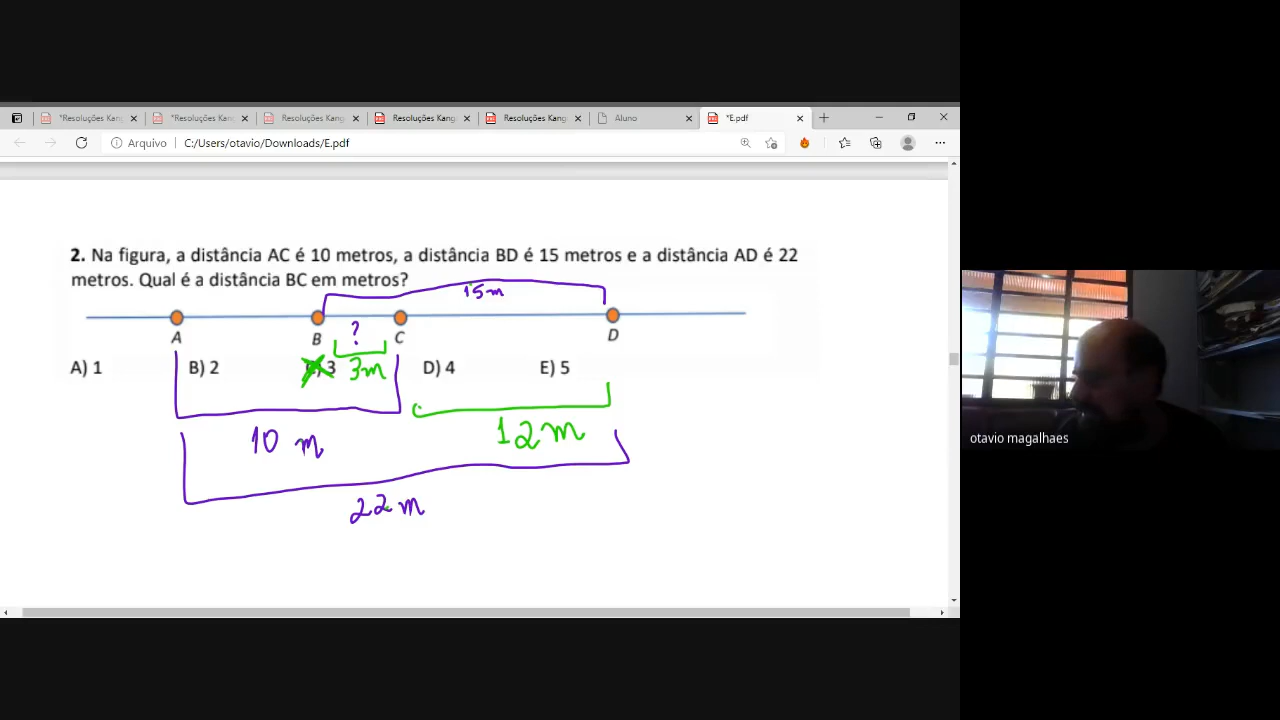 *Resoluções Kang
*Resoluções Kang
Resoluções Kang
Resoluções Kang
Resoluções Kang
Aluno
*E.pdf
Arquivo
C:/Users/otavio/Downloads/E.pdf
2. Na figura, a distância AC é 10 metros, a distância BD é 15 metros e a distância AD é 22
metros. Qual é a distância BC em metros?
15m
?
A B C D
A) 1 B) 2 C) 3 3m D) 4 E) 5
10 m 12m
22m
otavio magalhaes